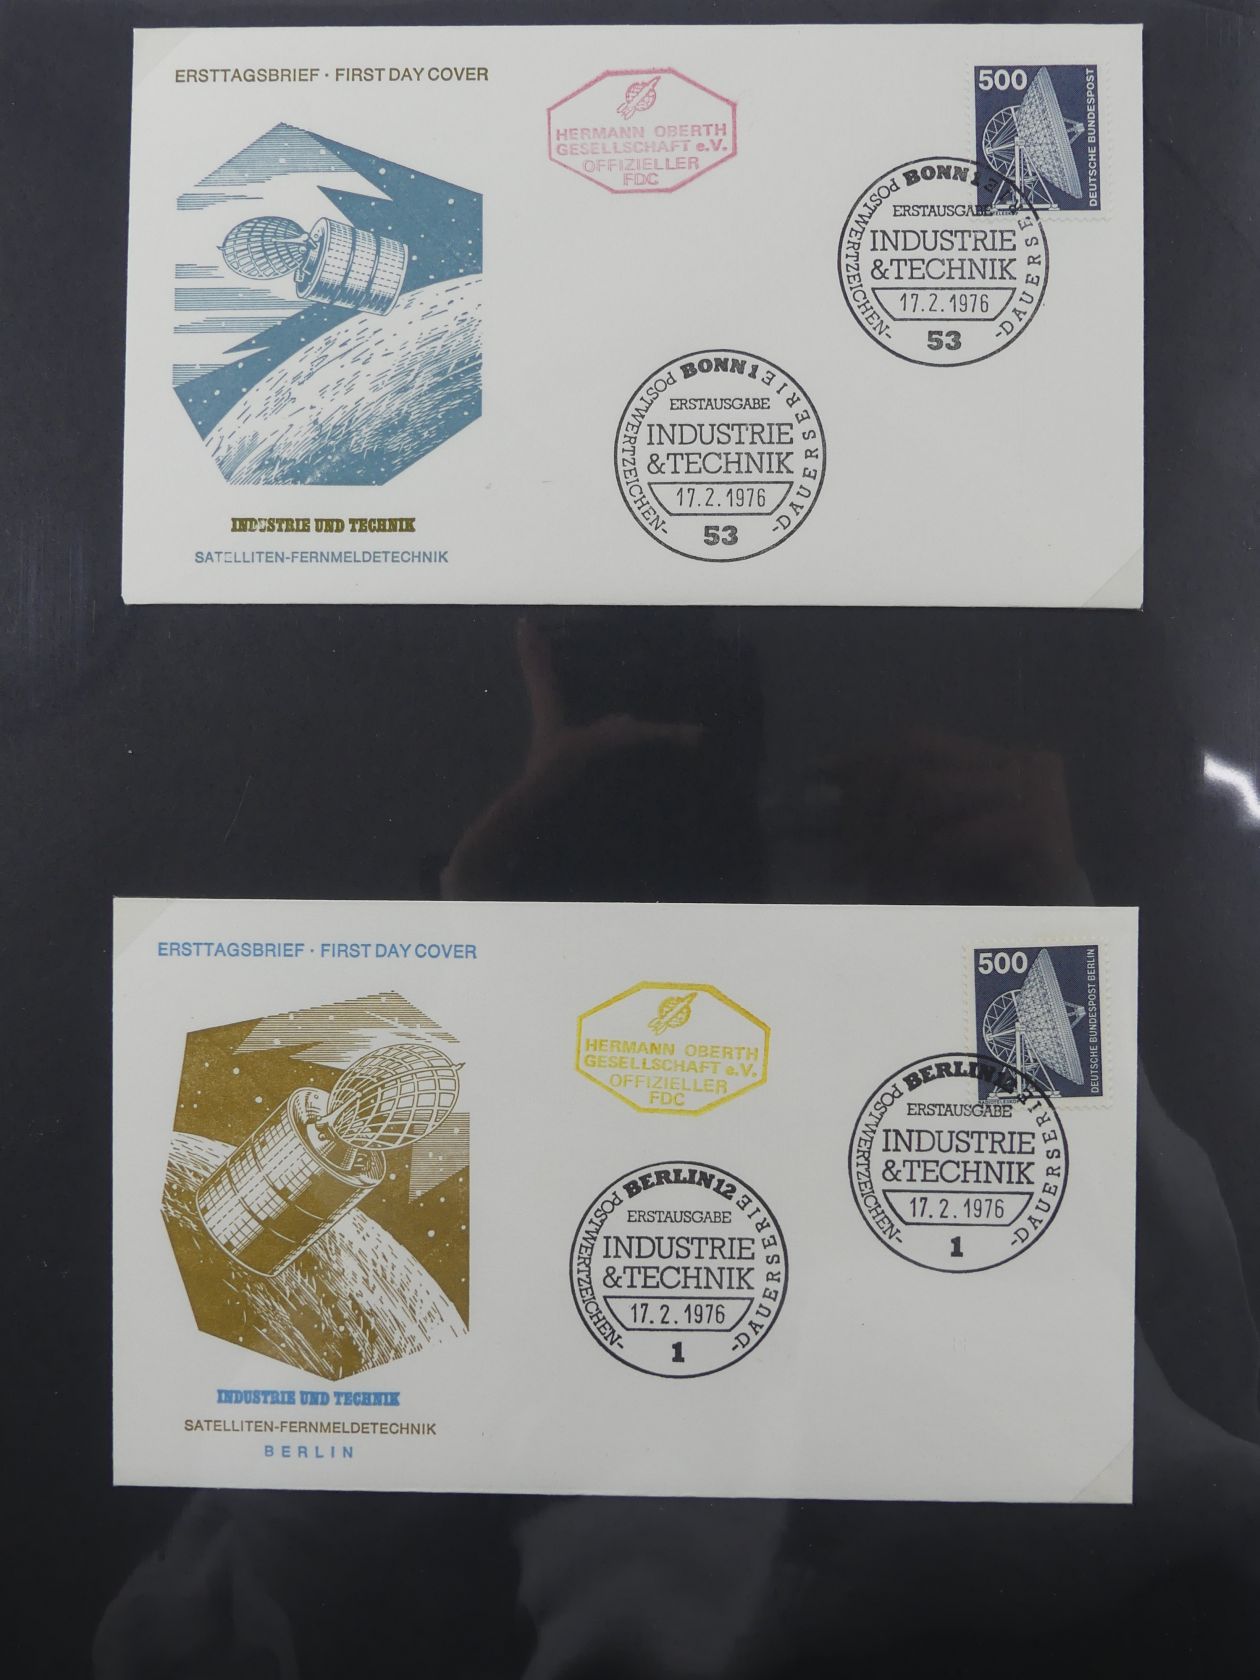 ERSTTAGSBRIEF · FIRST DAY COVER
HERMANN OBERTH
GESELLSCHAFT e.V.
OFFIZIELLER
FDC
500
DEUTSCHE BUNDESPOST
POSTWERTZEICHEN- BONN 1 -DAUERSERIE
ERSTAUSGABE
INDUSTRIE
&TECHNIK
17.2.1976
53
POSTWERTZEICHEN- BONN 1 -DAUERSERIE
ERSTAUSGABE
INDUSTRIE
&TECHNIK
17.2.1976
53
INDUSTRIE UND TECHNIK
SATELLITEN-FERNMELDETECHNIK
ERSTTAGSBRIEF · FIRST DAY COVER
HERMANN OBERTH
GESELLSCHAFT e.V.
OFFIZIELLER
FDC
500
DEUTSCHE BUNDESPOST BERLIN
RADIOTELESKOP
POSTWERTZEICHEN- BERLIN 12 -DAUERSERIE
ERSTAUSGABE
INDUSTRIE
&TECHNIK
17.2.1976
1
POSTWERTZEICHEN- BERLIN 12 -DAUERSERIE
ERSTAUSGABE
INDUSTRIE
&TECHNIK
17.2.1976
1
INDUSTRIE UND TECHNIK
SATELLITEN-FERNMELDETECHNIK
BERLIN